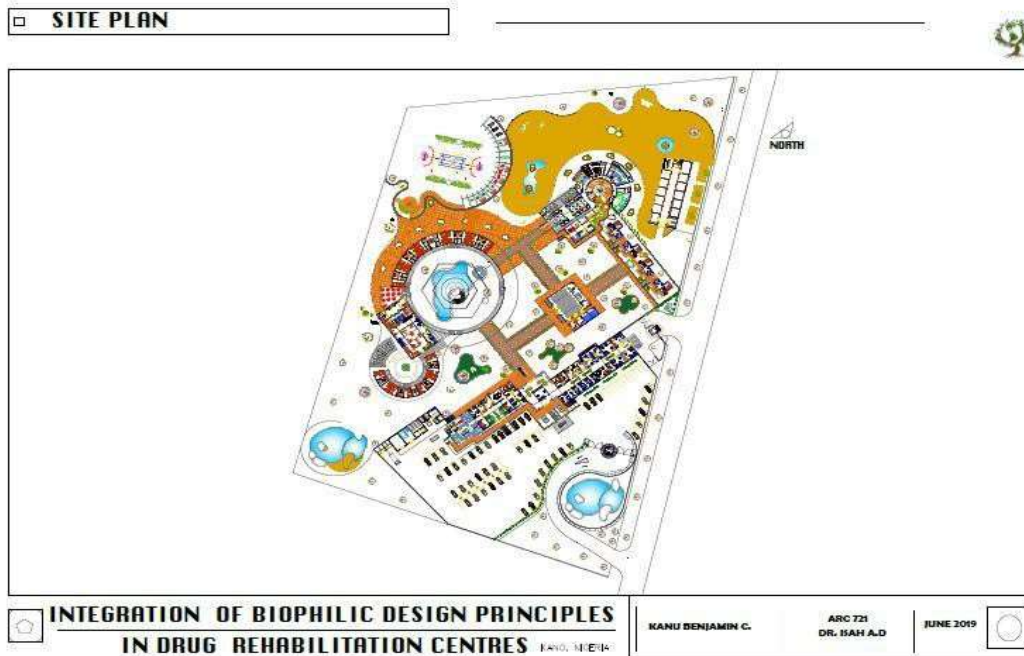 SITE PLAN
NORTH
INTEGRATION OF BIOPHILIC DESIGN PRINCIPLES
IN DRUG REHABILITATION CENTRES KANO, NIGERIA
KANU BENJAMIN C.
ARC 721
DR. ISAH A.D
JUNE 2019